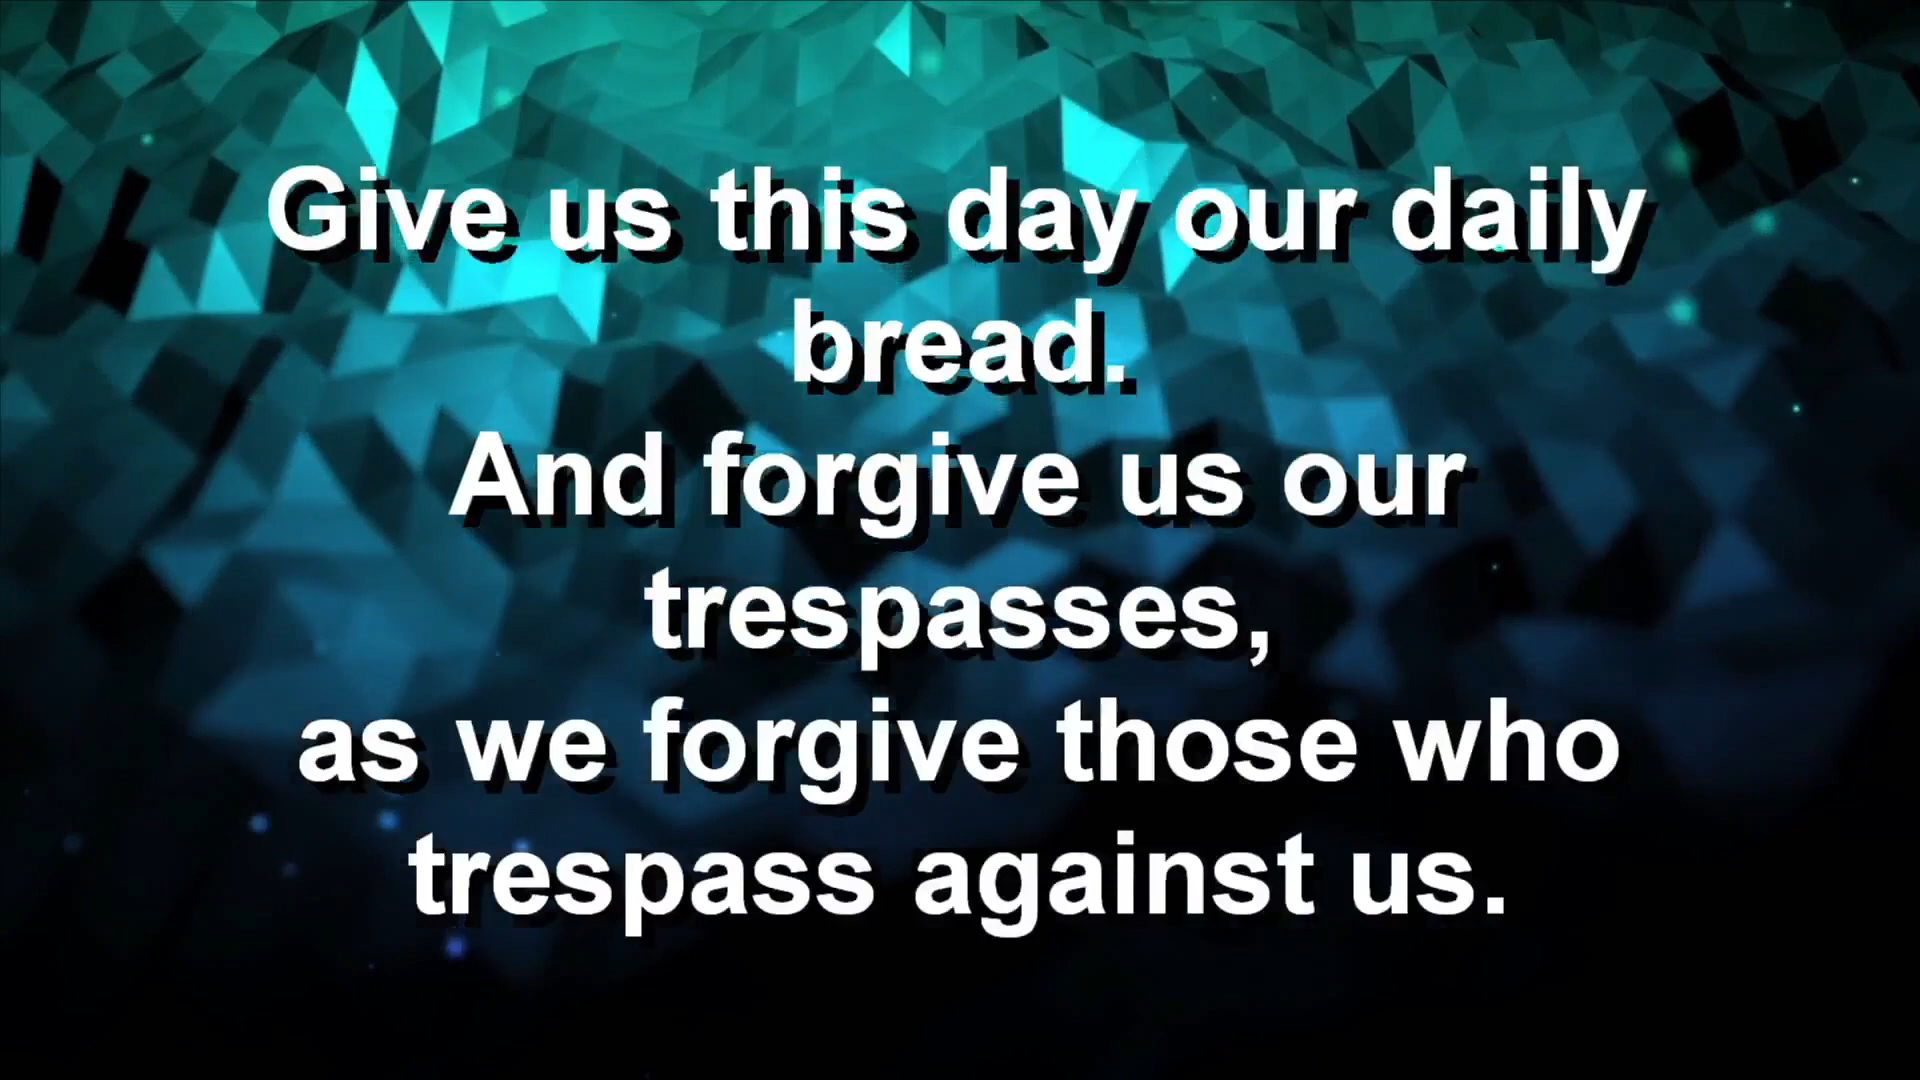 Give us this day our daily
bread.
And forgive us our
trespasses,
as we forgive those who
trespass against us.